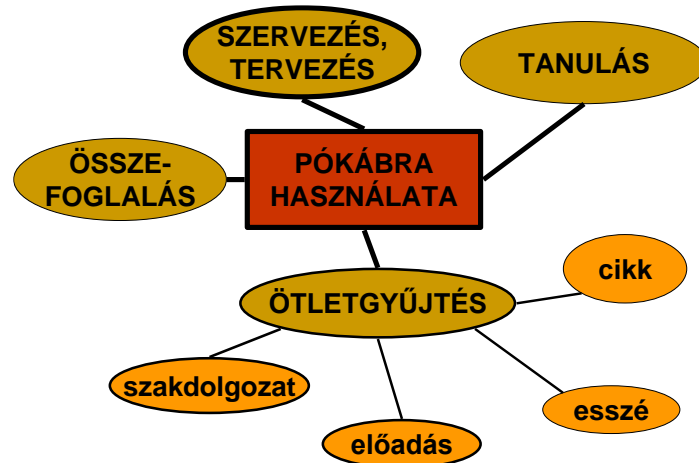 SZERVEZÉS,
TERVEZÉS
TANULÁS
ÖSSZE-
FOGLALÁS
PÓKÁBRA
HASZNÁLATA
ÖTLETGYŰJTÉS
cikk
szakdolgozat
esszé
előadás